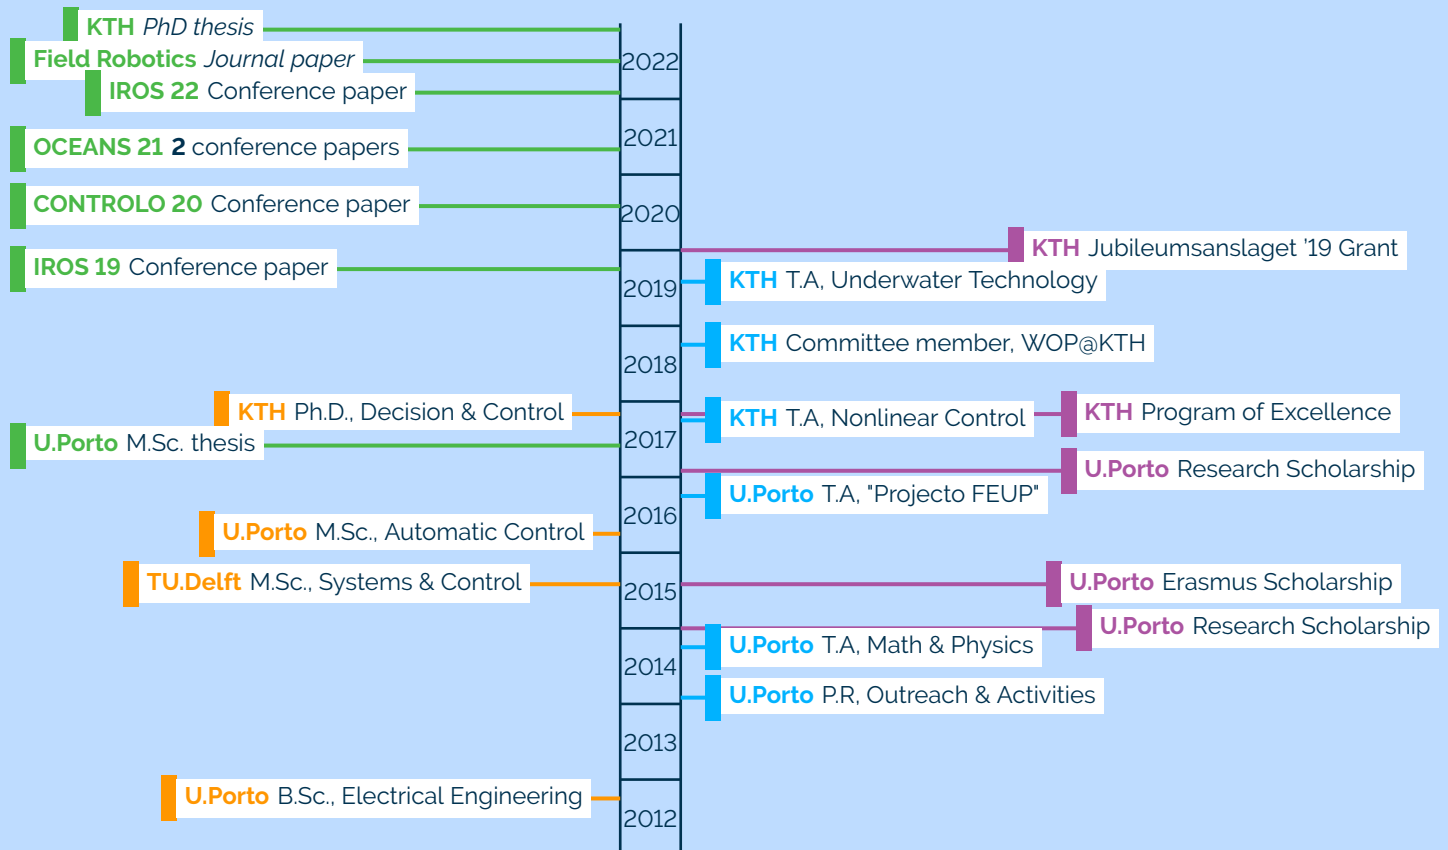 KTH PhD thesis
Field Robotics Journal paper
2022
IROS 22 Conference paper
OCEANS 21 2 conference papers
2021
CONTROLO 20 Conference paper
2020
KTH Jubileumsanslaget '19 Grant
IROS 19 Conference paper
KTH T.A, Underwater Technology
2019
KTH Committee member, WOP@KTH
2018
KTH Ph.D., Decision & Control
KTH T.A, Nonlinear Control
KTH Program of Excellence
U.Porto M.Sc. thesis
2017
U.Porto Research Scholarship
U.Porto T.A, "Projecto FEUP"
2016
U.Porto M.Sc., Automatic Control
TU.Delft M.Sc., Systems & Control
2015
U.Porto Erasmus Scholarship
U.Porto Research Scholarship
U.Porto T.A, Math & Physics
2014
U.Porto P.R, Outreach & Activities
2013
U.Porto B.Sc., Electrical Engineering
2012